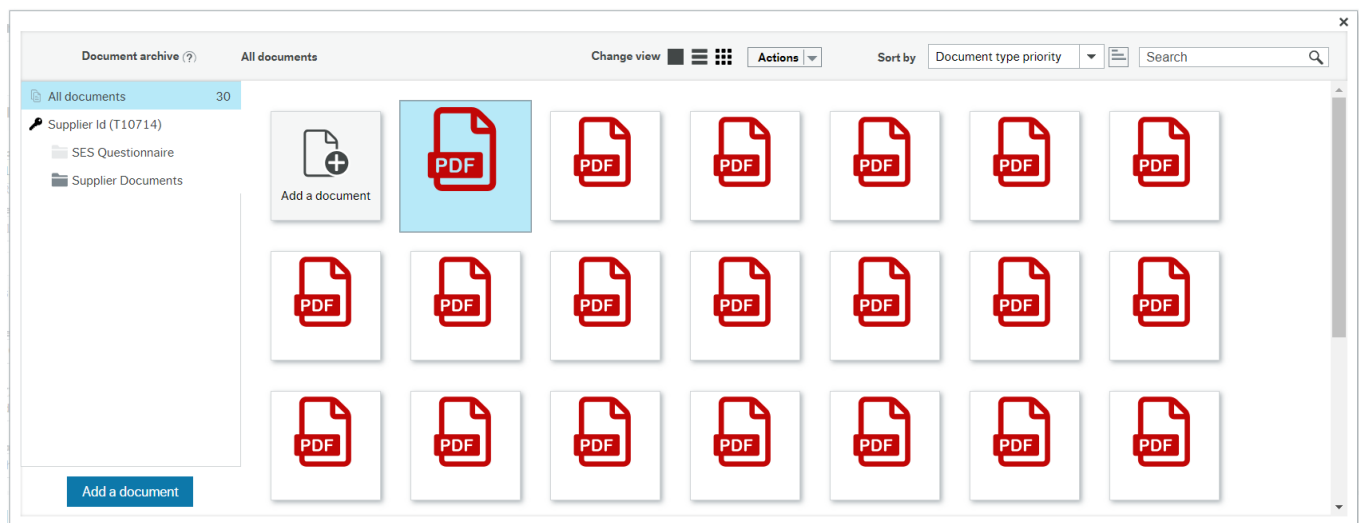 Document archive (?)
All documents
Change view
Actions
Sort by
Document type priority
Search
All documents 30
Supplier Id (T10714)
SES Questionnaire
Supplier Documents
Add a document
Add a document
PDF PDF PDF PDF PDF PDF
PDF PDF PDF PDF PDF PDF PDF
PDF PDF PDF PDF PDF PDF PDF